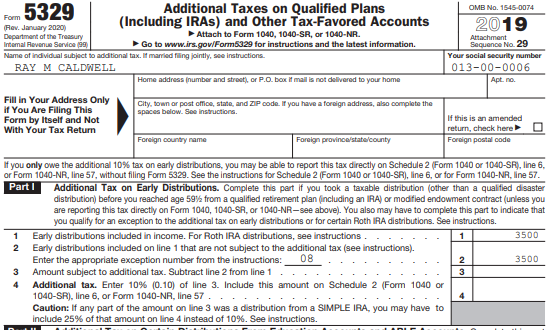 Form 5329
(Rev. January 2020)
Department of the Treasury
Internal Revenue Service (99)
Additional Taxes on Qualified Plans
(Including IRAs) and Other Tax-Favored Accounts
▶ Attach to Form 1040, 1040-SR, or 1040-NR.
▶ Go to www.irs.gov/Form5329 for instructions and the latest information.
OMB No. 1545-0074
2019
Attachment
Sequence No. 29
Name of individual subject to additional tax. If married filing jointly, see instructions.
Your social security number
RAY M CALDWELL
013-00-0006
Fill in Your Address Only
if You Are Filing This
Form by Itself and Not
With Your Tax Return
Home address (number and street), or P.O. box if mail is not delivered to your home
Apt. no.
City, town or post office, state, and ZIP code. If you have a foreign address, also complete the
spaces below. See instructions.
If this is an amended
return, check here ▶
Foreign country name
Foreign province/state/county
Foreign postal code
If you only owe the additional 10% tax on early distributions, you may be able to report this tax directly on Schedule 2 (Form 1040 or 1040-SR), line 6,
or Form 1040-NR, line 57, without filing Form 5329. See the instructions for Schedule 2 (Form 1040 or 1040-SR), line 6, or for Form 1040-NR, line 57.
Part I Additional Tax on Early Distributions. Complete this part if you took a taxable distribution (other than a qualified disaster
distribution) before you reached age 59½ from a qualified retirement plan (including an IRA) or modified endowment contract (unless you
are reporting this tax directly on Form 1040, 1040-SR, or 1040-NR—see above). You also may have to complete this part to indicate
that you qualify for an exception to the additional tax on early distributions or for certain Roth IRA distributions. See instructions.
1 Early distributions included in income. For Roth IRA distributions, see instructions . . . . . . . . 1 3500
2 Early distributions included on line 1 that are not subject to the additional tax (see instructions).
Enter the appropriate exception number from the instructions: 08 . . . . . . . . 2 3500
3 Amount subject to additional tax. Subtract line 2 from line 1 . . . . . . . . 3
4 Additional tax. Enter 10% (0.10) of line 3. Include this amount on Schedule 2 (Form 1040 or
1040-SR), line 6, or Form 1040-NR, line 57 . . . . . . . . 4
Caution: If any part of the amount on line 3 was a distribution from a SIMPLE IRA, you may have to
include 25% of that amount on line 4 instead of 10%. See instructions.